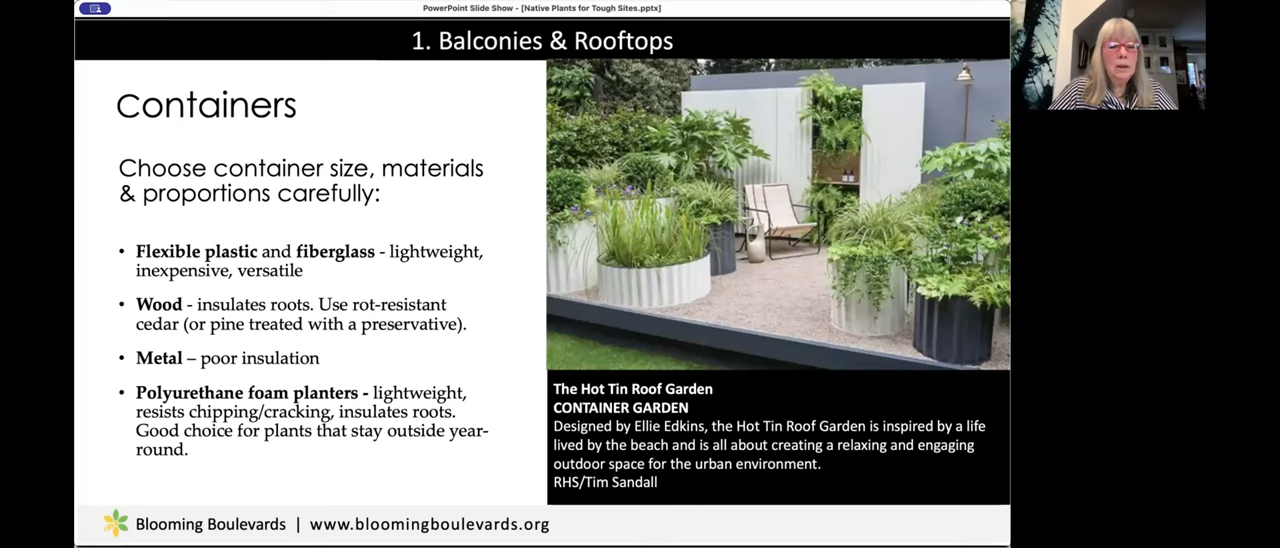 PowerPoint Slide Show - [Native Plants for Tough Sites.pptx]
1. Balconies & Rooftops
Containers
Choose container size, materials
& proportions carefully:
• Flexible plastic and fiberglass - lightweight,
inexpensive, versatile
• Wood - insulates roots. Use rot-resistant
cedar (or pine treated with a preservative).
• Metal – poor insulation
• Polyurethane foam planters - lightweight,
resists chipping/cracking, insulates roots.
Good choice for plants that stay outside year-
round.
The Hot Tin Roof Garden
CONTAINER GARDEN
Designed by Ellie Edkins, the Hot Tin Roof Garden is inspired by a life
lived by the beach and is all about creating a relaxing and engaging
outdoor space for the urban environment.
RHS/Tim Sandall
Blooming Boulevards | www.bloomingboulevards.org